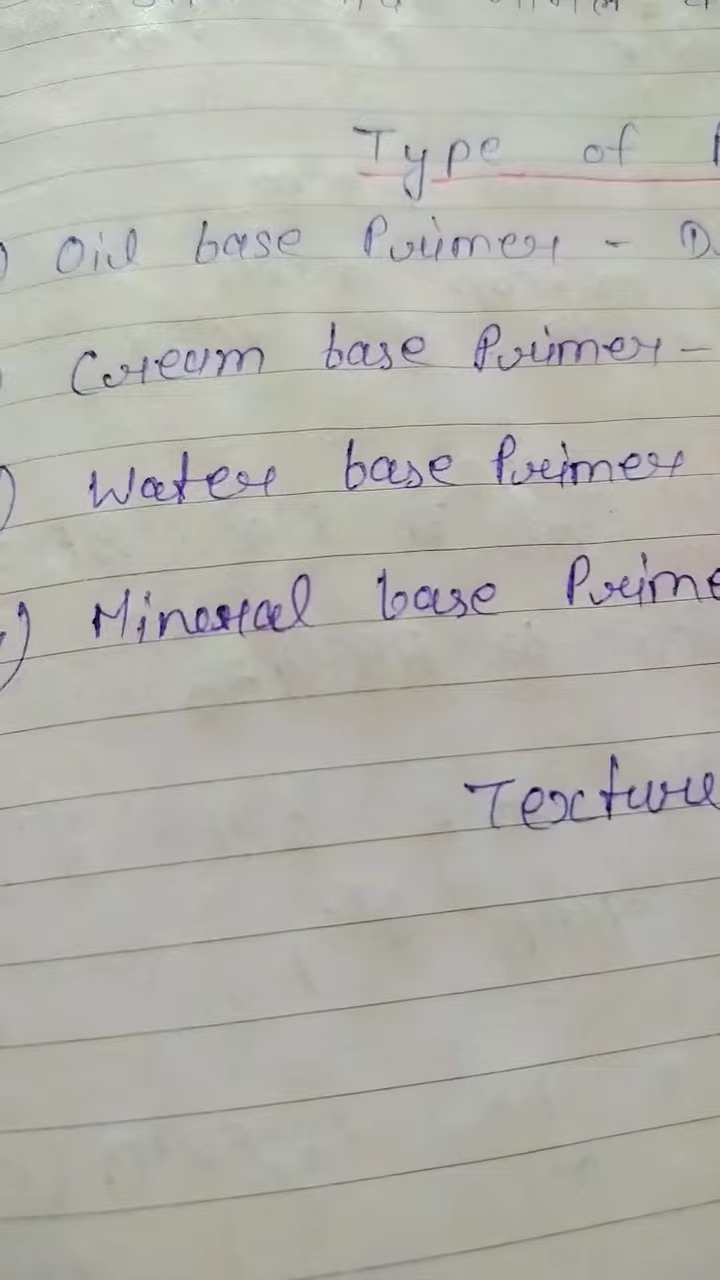 Type of
Oil base Primer - D
Cream base Primer -
Water base Primer
Mineral base Prime
Texture